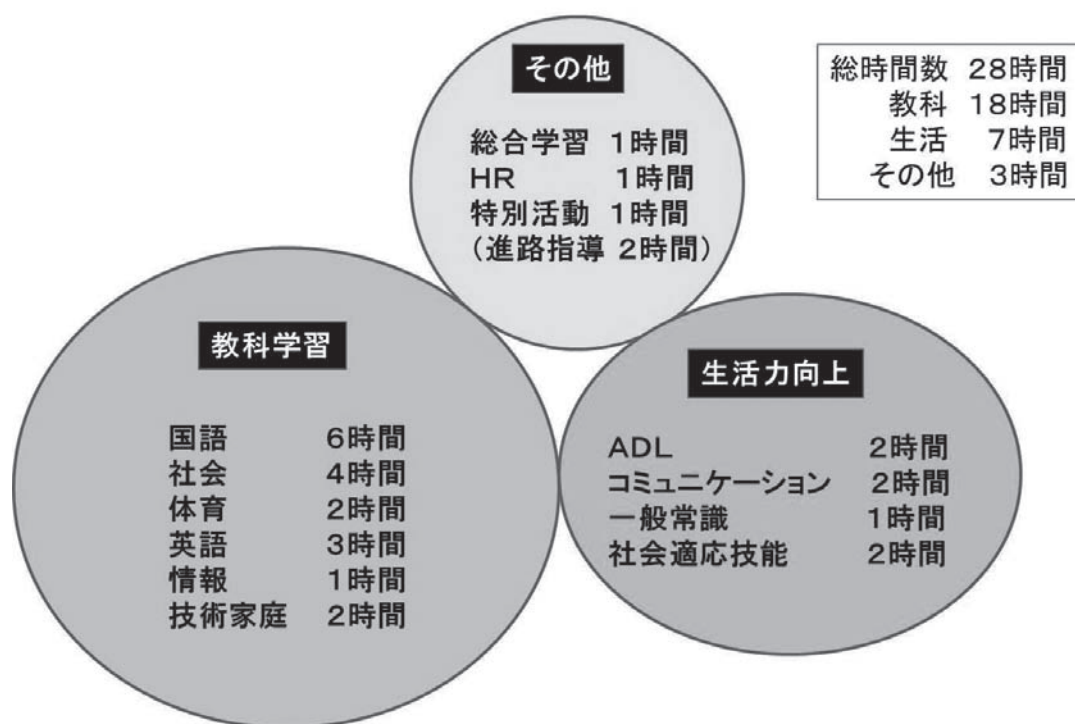 その他
総合学習 1時間
HR 1時間
特別活動 1時間
(進路指導 2時間)
総時間数 28時間
教科 18時間
生活 7時間
その他 3時間
教科学習
国語 6時間
社会 4時間
体育 2時間
英語 3時間
情報 1時間
技術家庭 2時間
生活力向上
ADL 2時間
コミュニケーション 2時間
一般常識 1時間
社会適応技能 2時間